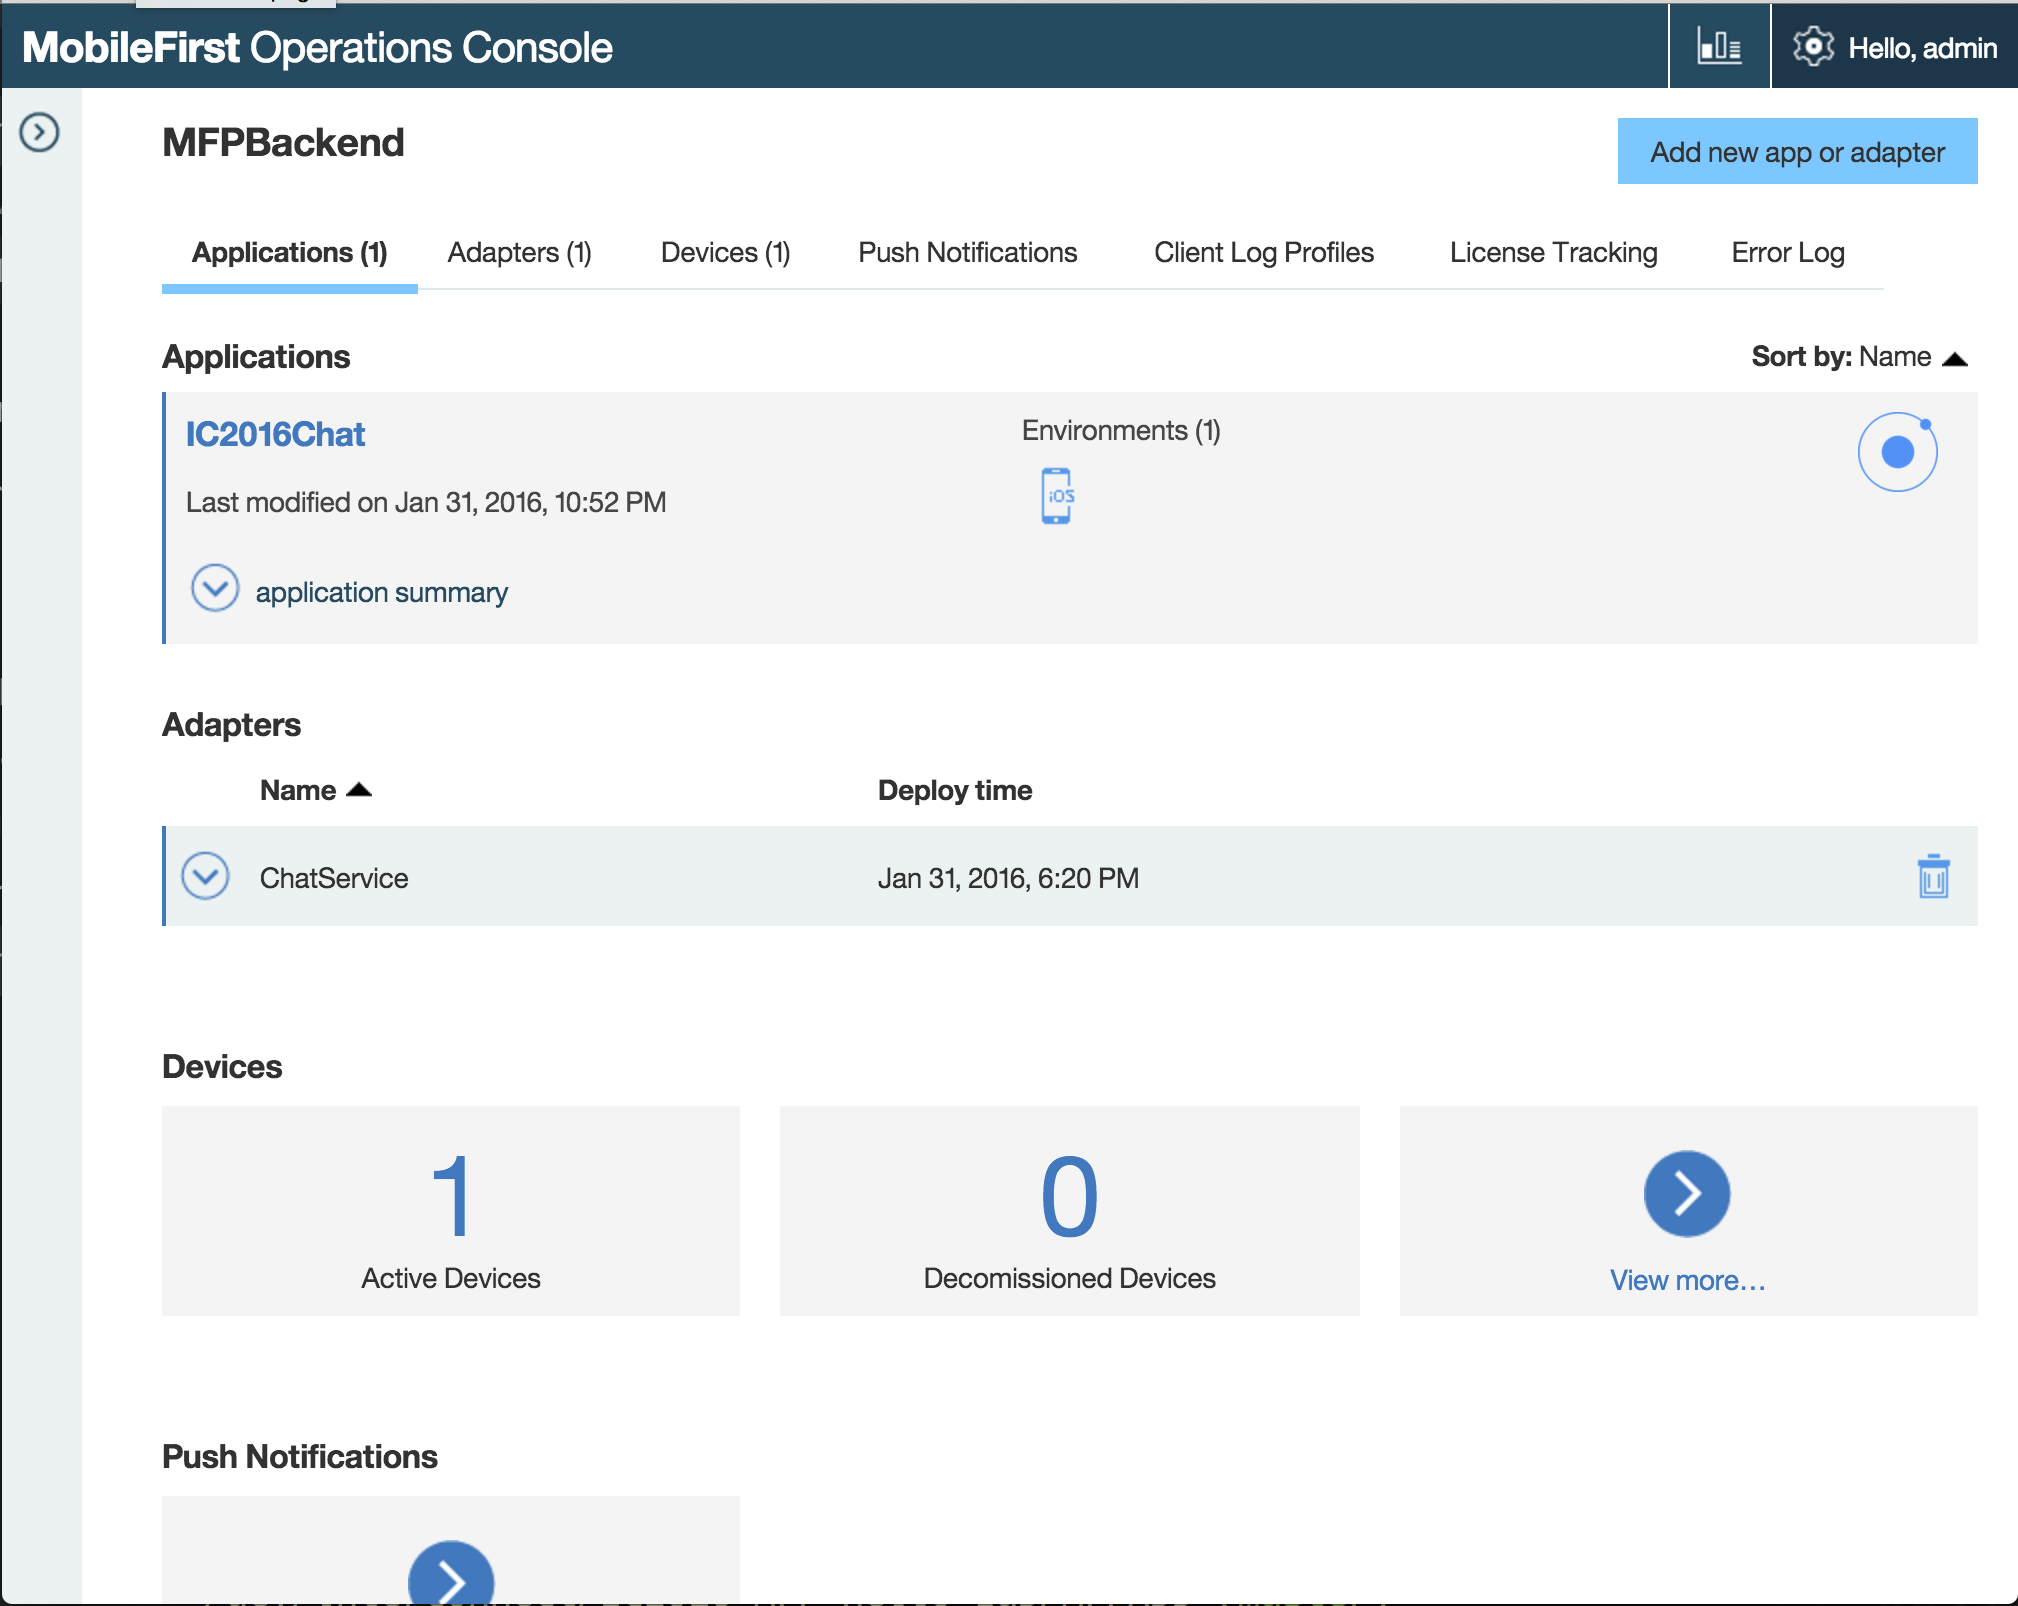 MobileFirst Operations Console
Hello, admin
MFPBackend
Add new app or adapter
Applications (1) Adapters (1) Devices (1) Push Notifications Client Log Profiles License Tracking Error Log
Applications
Sort by: Name
IC2016Chat
Environments (1)
iOS
Last modified on Jan 31, 2016, 10:52 PM
application summary
Adapters
Name Deploy time
ChatService Jan 31, 2016, 6:20 PM
Devices
1 0
Active Devices Decomissioned Devices View more...
Push Notifications